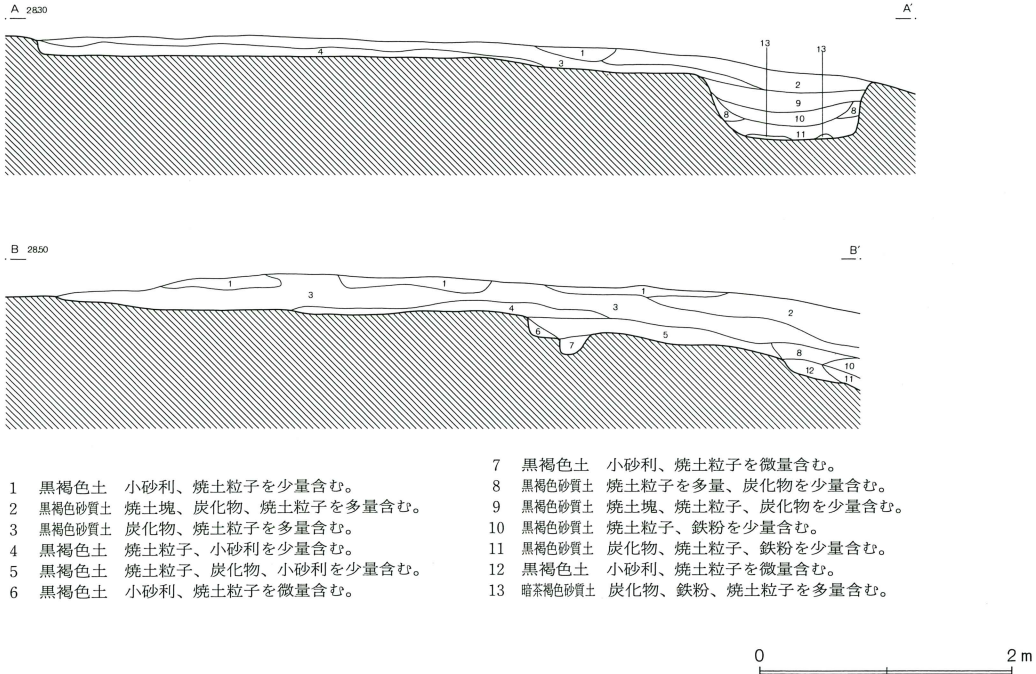 A 28.30 A′
13 13
1
4 3 2
9
8 10 8
11
B 28.50 B′
1 1 1
3 3 2
4
6 7 5 8
12 10
11
1 黒褐色土 小砂利、焼土粒子を少量含む。
2 黒褐色砂質土 焼土塊、炭化物、焼土粒子を多量含む。
3 黒褐色砂質土 炭化物、焼土粒子を多量含む。
4 黒褐色土 焼土粒子、小砂利を少量含む。
5 黒褐色土 焼土粒子、炭化物、小砂利を少量含む。
6 黒褐色土 小砂利、焼土粒子を微量含む。
7 黒褐色土 小砂利、焼土粒子を微量含む。
8 黒褐色砂質土 焼土粒子を多量、炭化物を少量含む。
9 黒褐色砂質土 焼土塊、焼土粒子、炭化物を少量含む。
10 黒褐色砂質土 焼土粒子、鉄粉を少量含む。
11 黒褐色砂質土 炭化物、焼土粒子、鉄粉を少量含む。
12 黒褐色土 小砂利、焼土粒子を微量含む。
13 暗茶褐色砂質土 炭化物、鉄粉、焼土粒子を多量含む。
0 2 m